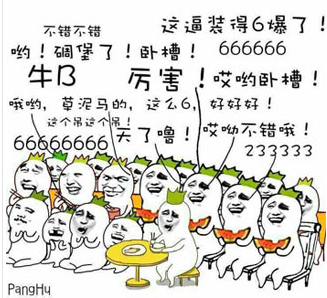 不错不错
这逼装得6爆了！
哟！碉堡了！卧槽！
666666
牛B
厉害！
哎哟卧槽！
哦哟，草泥马的，这么6，好好好！
这个吊这个吊！
66666666
天了噜！
哎呦不错哦！
233333
PangHu